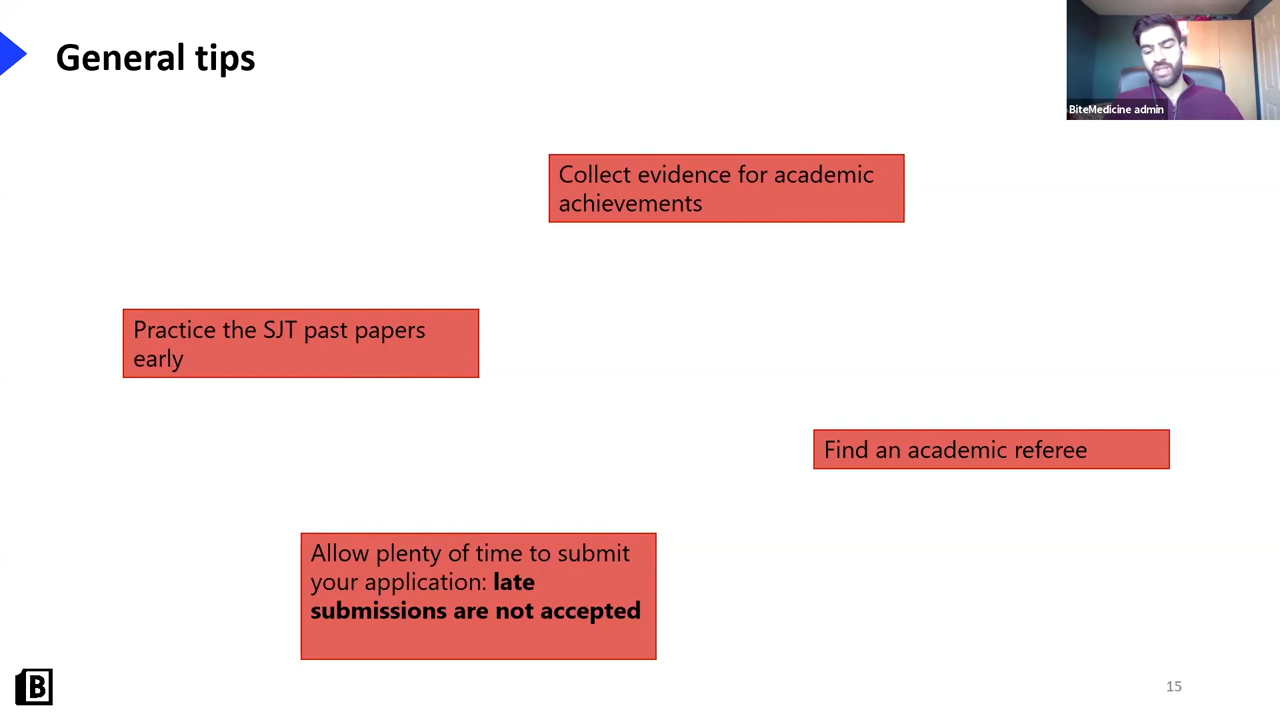 General tips
BiteMedicine admin
Collect evidence for academic
achievements
Practice the SJT past papers
early
Find an academic referee
Allow plenty of time to submit
your application: late
submissions are not accepted
B
15